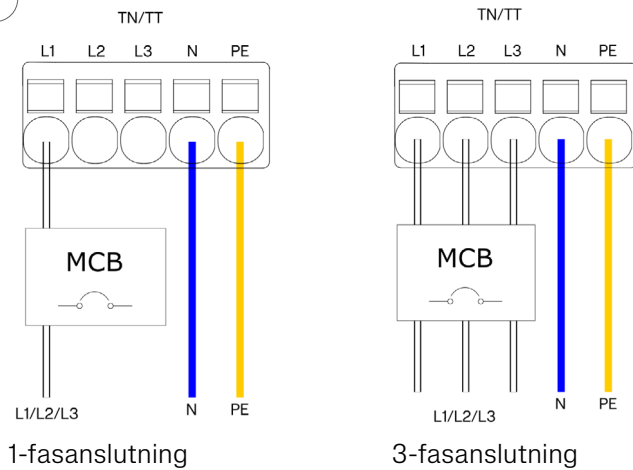 TN/TT
L1 L2 L3 N PE
MCB
L1/L2/L3 N PE
1-fasanslutning
TN/TT
L1 L2 L3 N PE
MCB
L1/L2/L3 N PE
3-fasanslutning